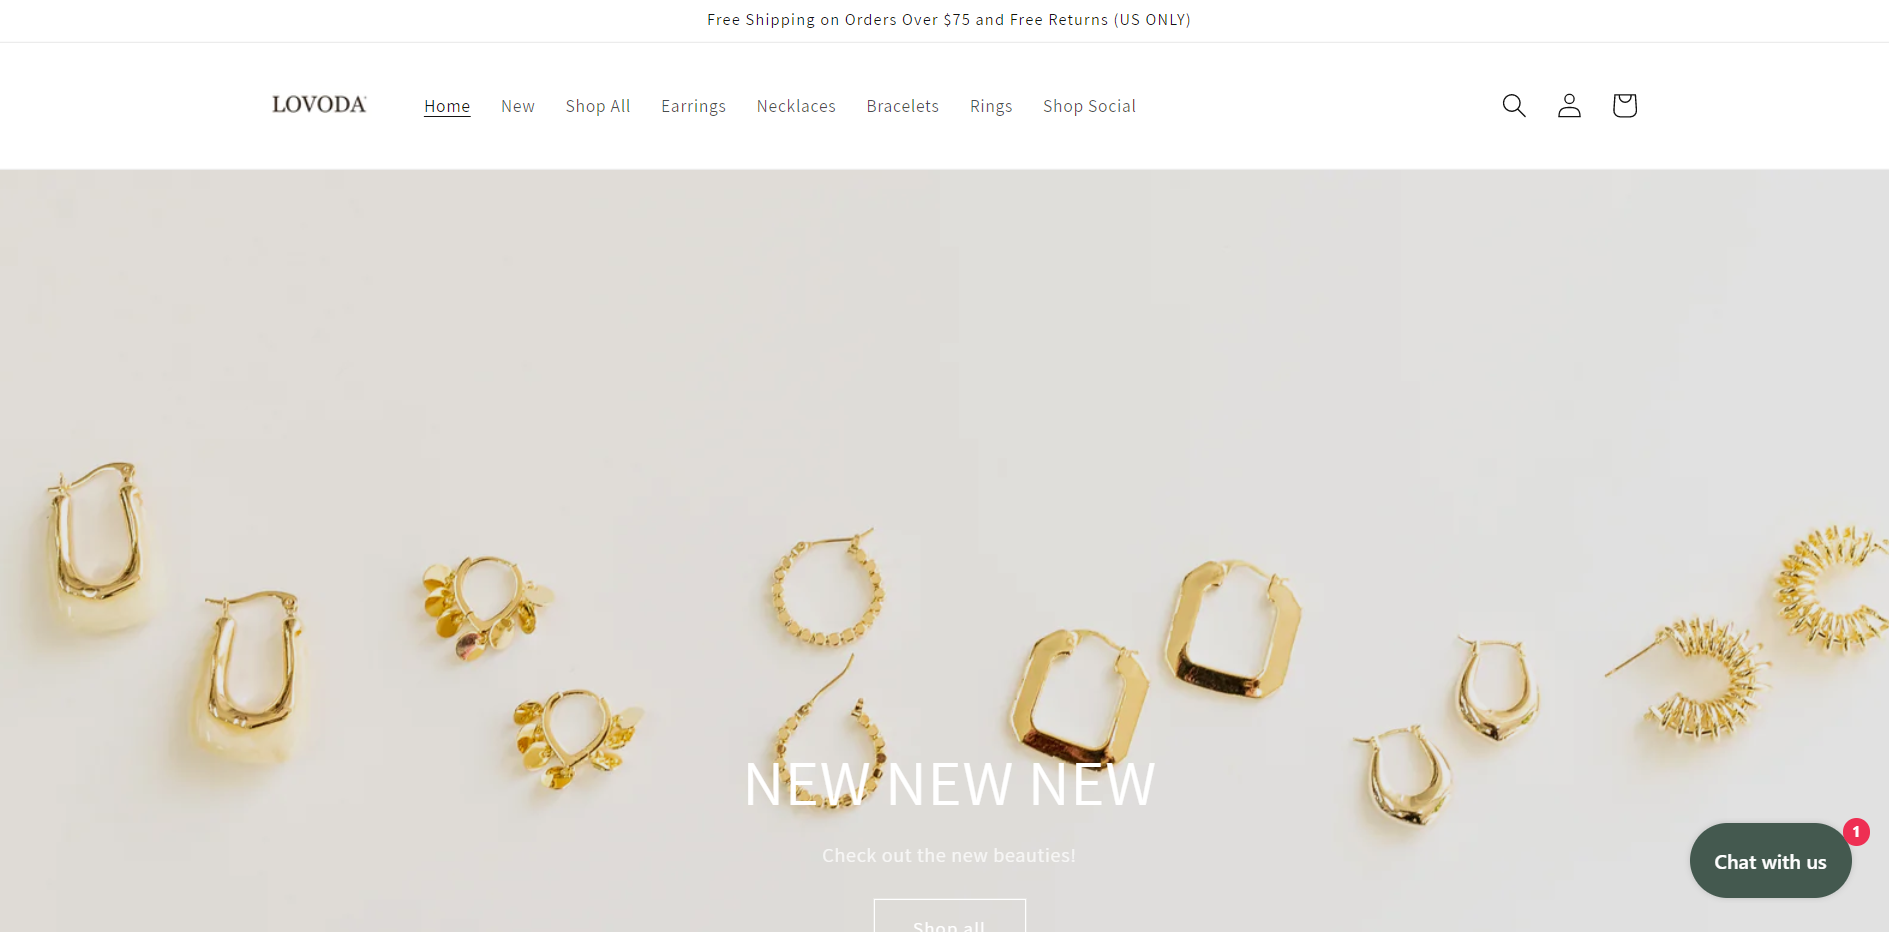 Free Shipping on Orders Over $75 and Free Returns (US ONLY)
LOVODA
Home New Shop All Earrings Necklaces Bracelets Rings Shop Social
NEW NEW NEW
Check out the new beauties!
Shop all
1
Chat with us